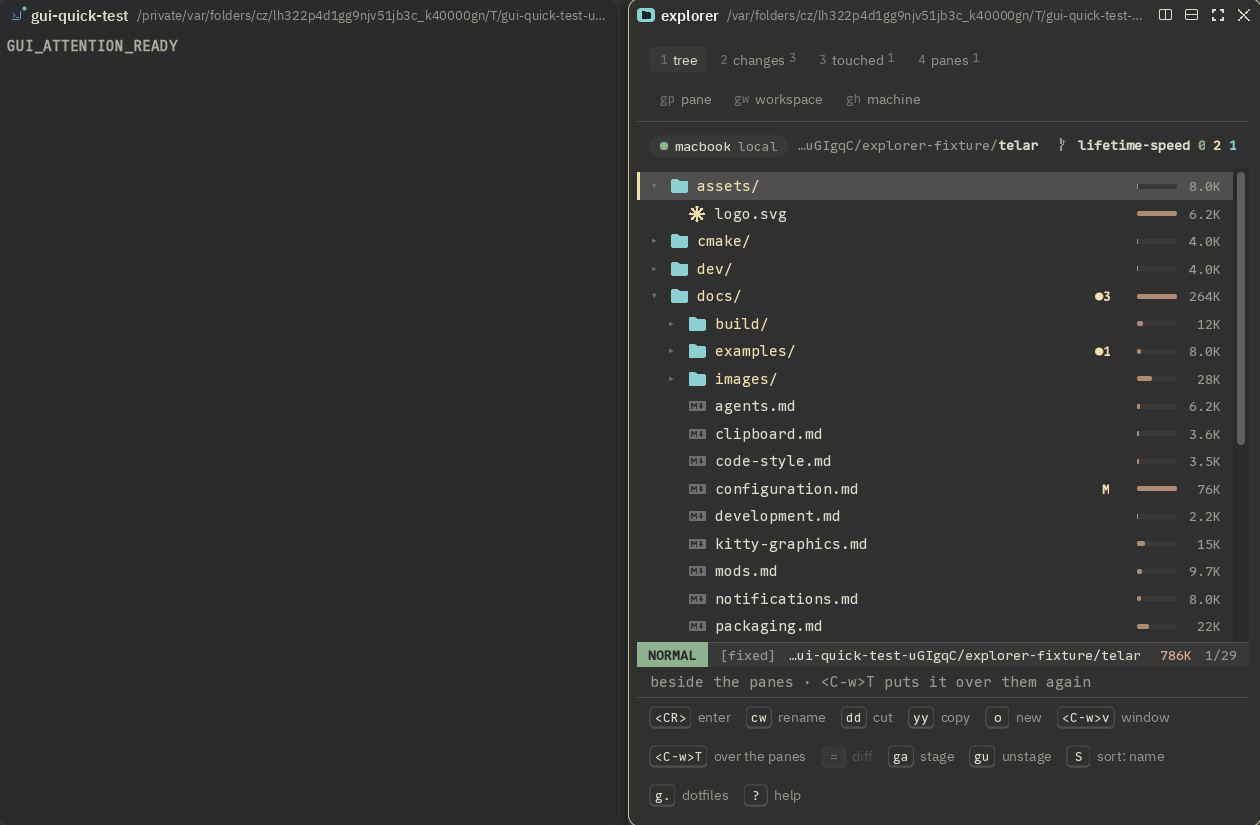 gui-quick-test /private/var/folders/cz/lh322p4d1gg9njv51jb3c_k40000gn/T/gui-quick-test-u…
GUI_ATTENTION_READY
explorer /var/folders/cz/lh322p4d1gg9njv51jb3c_k40000gn/T/gui-quick-test-…
1 tree 2 changes 3 3 touched 1 4 panes 1
gp pane gw workspace gh machine
macbook local …uGIgqC/explorer-fixture/telar lifetime-speed 0 2 1
assets/ 8.0K
logo.svg 6.2K
cmake/ 4.0K
dev/ 4.0K
docs/ ●3 264K
build/ 12K
examples/ ●1 8.0K
images/ 28K
agents.md 6.2K
clipboard.md 3.6K
code-style.md 3.5K
configuration.md M 76K
development.md 2.2K
kitty-graphics.md 15K
mods.md 9.7K
notifications.md 8.0K
packaging.md 22K
NORMAL [fixed] …ui-quick-test-uGIgqC/explorer-fixture/telar 786K 1/29
beside the panes · <C-w>T puts it over them again
<CR> enter cw rename dd cut yy copy o new <C-w>v window
<C-w>T over the panes = diff ga stage gu unstage S sort: name
g. dotfiles ? help